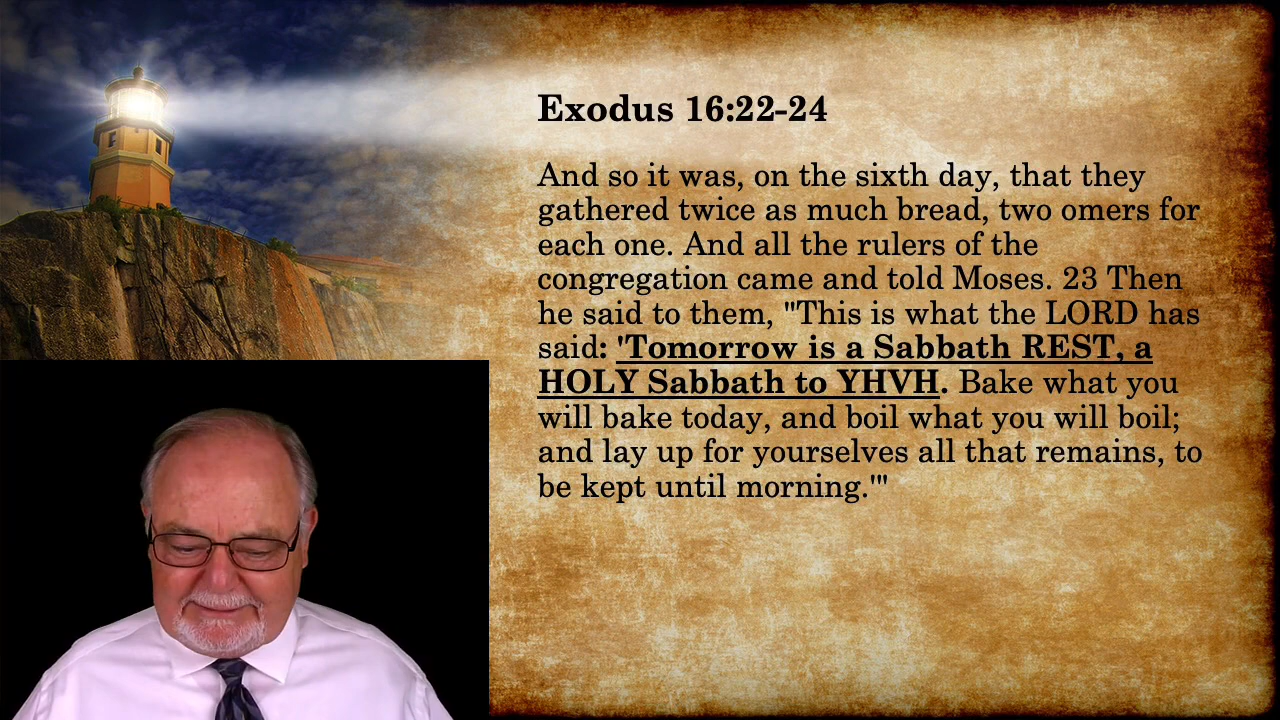 Exodus 16:22-24
And so it was, on the sixth day, that they
gathered twice as much bread, two omers for
each one. And all the rulers of the
congregation came and told Moses. 23 Then
he said to them, "This is what the LORD has
said: 'Tomorrow is a Sabbath REST, a
HOLY Sabbath to YHVH. Bake what you
will bake today, and boil what you will boil;
and lay up for yourselves all that remains, to
be kept until morning.'"